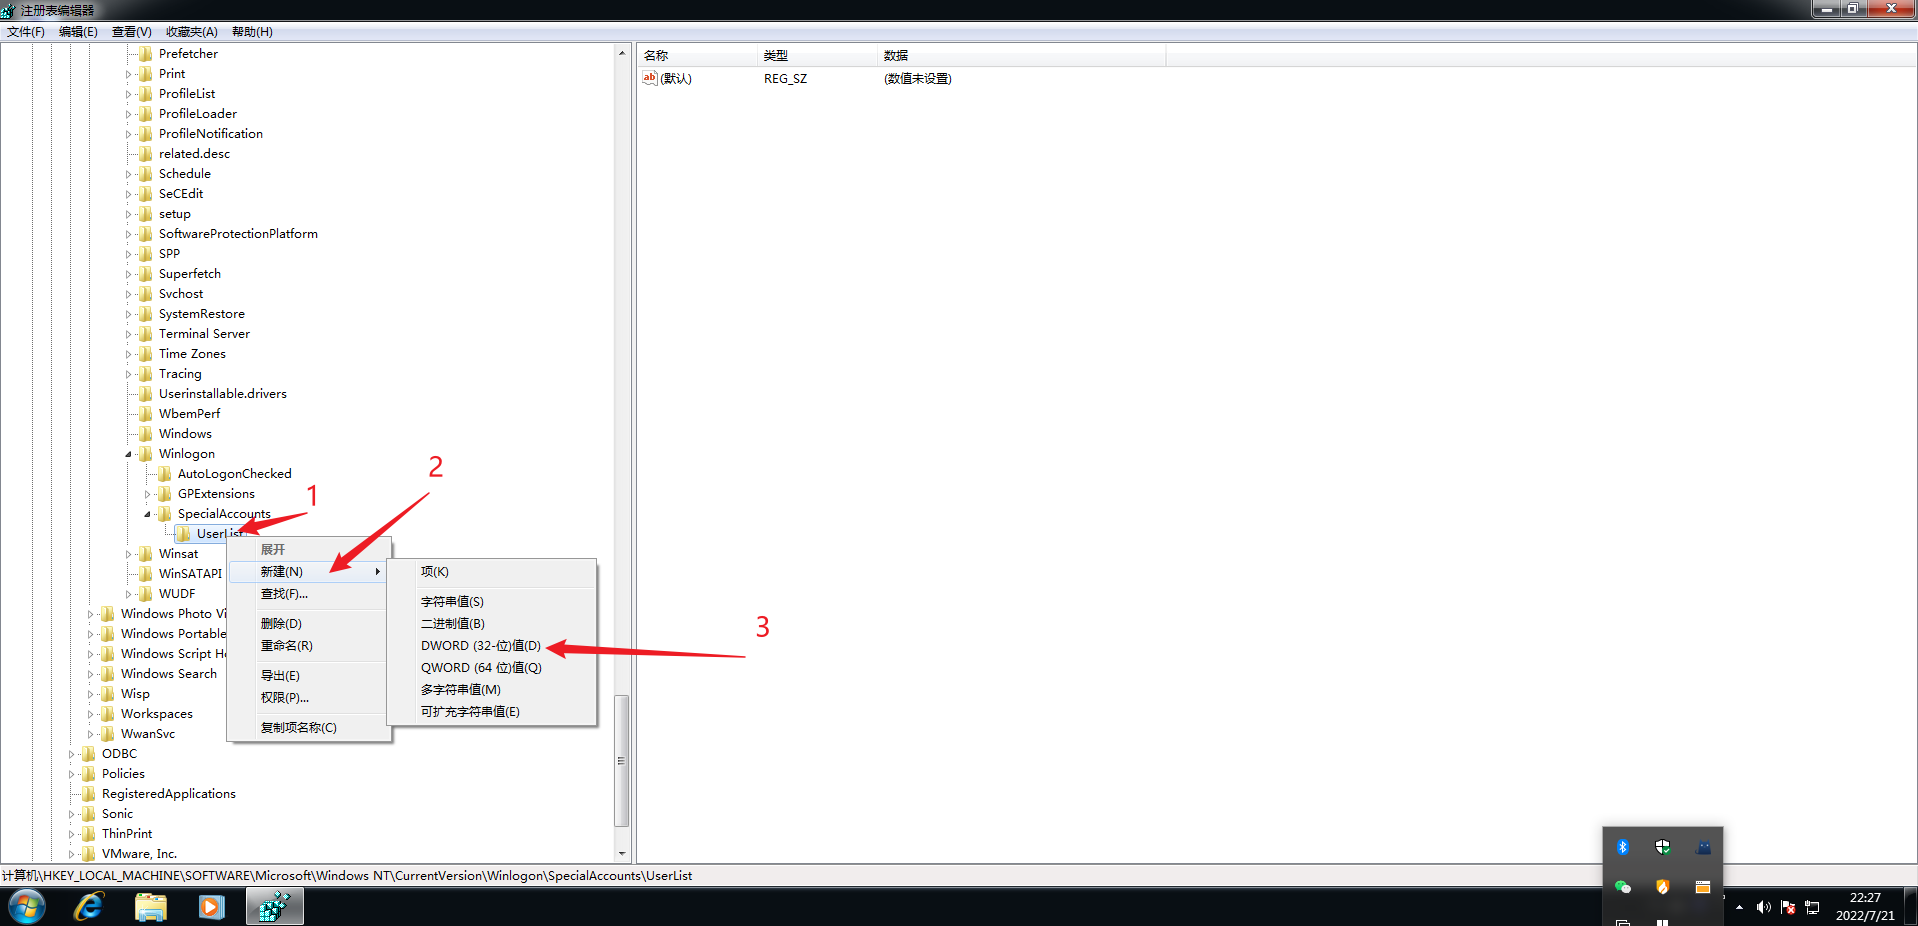 注册表编辑器
文件(F) 编辑(E) 查看(V) 收藏夹(A) 帮助(H)
Prefetcher
Print
ProfileList
ProfileLoader
ProfileNotification
related.desc
Schedule
SeCEdit
setup
SoftwareProtectionPlatform
SPP
Superfetch
Svchost
SystemRestore
Terminal Server
Time Zones
Tracing
Userinstallable.drivers
WbemPerf
Windows
Winlogon
AutoLogonChecked
GPExtensions
SpecialAccounts
UserList
Winsat
WinSATAPI
WUDF
Windows Photo Vi
Windows Portable
Windows Script H
Windows Search
Wisp
Workspaces
WwanSvc
ODBC
Policies
RegisteredApplications
Sonic
ThinPrint
VMware, Inc.
名称 类型 数据
ab (默认) REG_SZ (数值未设置)
1
2
3
展开
新建(N)
查找(F)...
删除(D)
重命名(R)
导出(E)
权限(P)...
复制项名称(C)
项(K)
字符串值(S)
二进制值(B)
DWORD (32-位)值(D)
QWORD (64 位)值(Q)
多字符串值(M)
可扩充字符串值(E)
计算机\HKEY_LOCAL_MACHINE\SOFTWARE\Microsoft\Windows NT\CurrentVersion\Winlogon\SpecialAccounts\UserList
22:27
2022/7/21